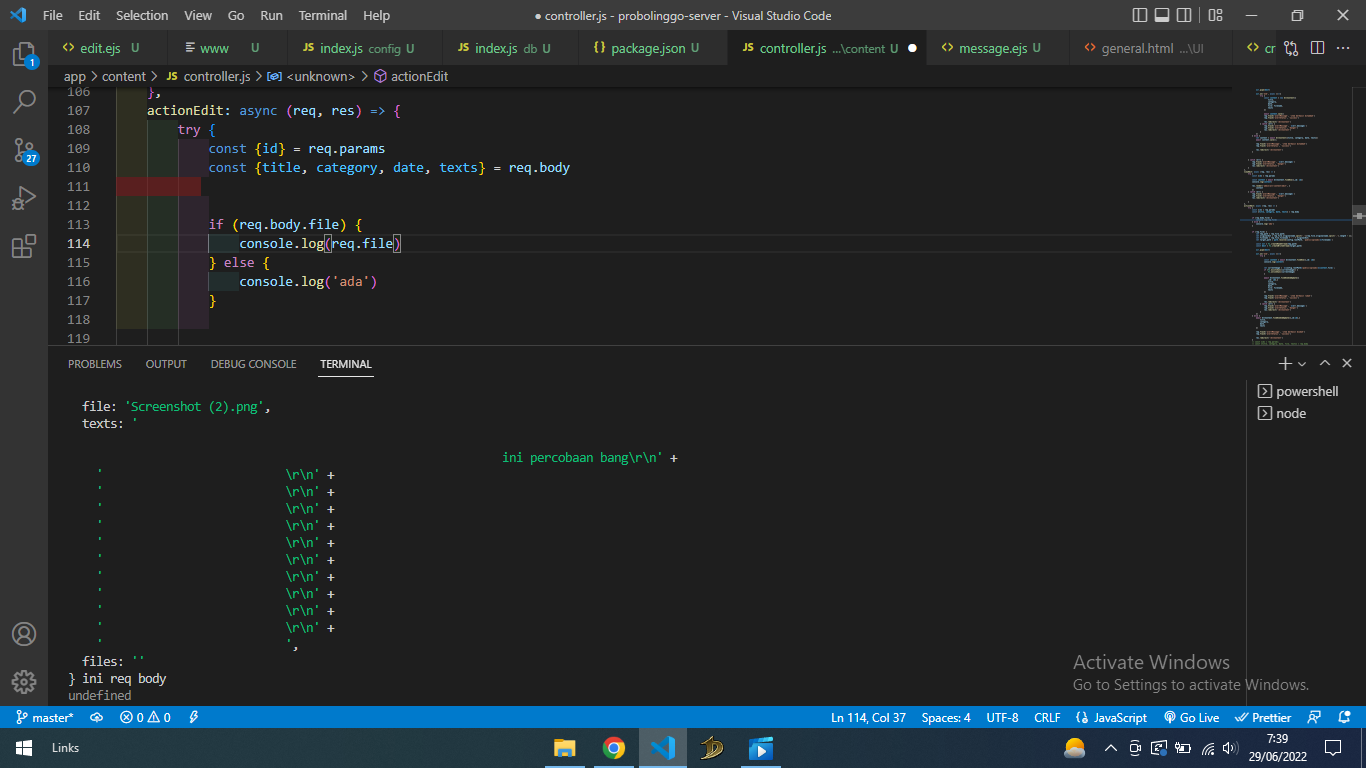 File Edit Selection View Go Run Terminal Help
● controller.js - probolinggo-server - Visual Studio Code
edit.ejs U
www U
JS index.js config U
JS index.js db U
{} package.json U
JS controller.js ...\content U
message.ejs U
general.html ...\UI
cr
app > content > JS controller.js > <unknown> > actionEdit
106 },
107 actionEdit: async (req, res) => {
108 try {
109 const {id} = req.params
110 const {title, category, date, texts} = req.body
111
112
113 if (req.body.file) {
114 console.log(req.file)
115 } else {
116 console.log('ada')
117 }
118
119
PROBLEMS OUTPUT DEBUG CONSOLE TERMINAL
file: 'Screenshot (2).png',
texts: '
ini percobaan bang\r\n' +
' \r\n' +
' \r\n' +
' \r\n' +
' \r\n' +
' \r\n' +
' \r\n' +
' \r\n' +
' \r\n' +
' \r\n' +
' \r\n' +
' ',
files: ''
} ini req body
undefined
powershell
node
1
27
Activate Windows
Go to Settings to activate Windows.
master* 0 0 Ln 114, Col 37 Spaces: 4 UTF-8 CRLF JavaScript Go Live Prettier
Links
7:39
29/06/2022